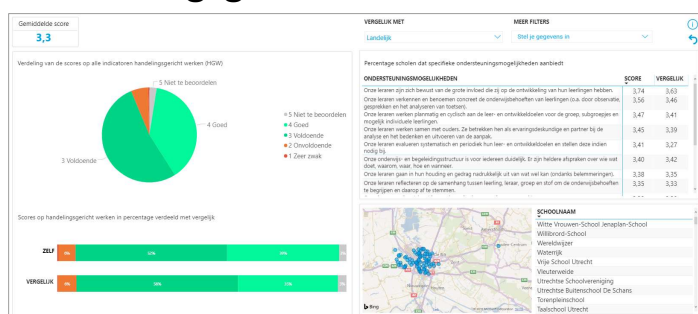 Gemiddelde score
3,3
VERGELIJK MET
Landelijk
MEER FILTERS
Stel je gegevens in
Verdeling van de scores op alle indicatoren handelingsgericht werken (HGW)
5 Niet te beoordelen
4 Goed
3 Voldoende
5 Niet te beoordelen
4 Goed
3 Voldoende
2 Onvoldoende
1 Zeer zwak
Percentage scholen dat specifieke ondersteuningsmogelijkheden aanbiedt
ONDERSTEUNINGSMOGELIJKHEDEN SCORE VERGELIJK
Onze leraren zijn zich bewust van de grote invloed die zij op de ontwikkeling van hun leerlingen hebben. 3,74 3,63
Onze leraren verkennen en benoemen concreet de onderwijsbehoeften van leerlingen (o.a. door observatie, 3,56 3,46
gesprekken en het analyseren van toetsen).
Onze leraren werken planmatig en cyclisch aan de leer- en ontwikkeldoelen voor de groep, subgroepjes en 3,47 3,41
mogelijk individuele leerlingen.
Onze leraren werken samen met ouders. Ze betrekken hen als ervaringsdeskundige en partner bij de 3,45 3,39
analyse en het bedenken en uitvoeren van de aanpak.
Onze leraren evalueren systematisch en periodiek hun leer- en ontwikkeldoelen en stellen deze indien 3,41 3,27
nodig bij.
Onze onderwijs- en begeleidingsstructuur is voor iedereen duidelijk. Er zijn heldere afspraken over wie wat 3,40 3,42
doet, waarom, waar, hoe en wanneer.
Onze leraren gaan in hun houding en gedrag nadrukkelijk uit van wat wel kan (ondanks belemmeringen). 3,38 3,35
Onze leraren reflecteren op de samenhang tussen leerling, leraar, groep en stof om de onderwijsbehoeften 3,35 3,33
te begrijpen en daarop af te stemmen.
Scores op handelingsgericht werken in percentage verdeeld met vergelijk
ZELF
VERGELIJK
Bing
SCHOOLNAAM
Witte Vrouwen-School Jenaplan-School
Willibrord-School
Wereldwijzer
Waterrijk
Vrije School Utrecht
Vleuterweide
Utrechtse Schoolvereniging
Utrechtse Buitenschool De Schans
Torenpleinschool
Taalschool Utrecht